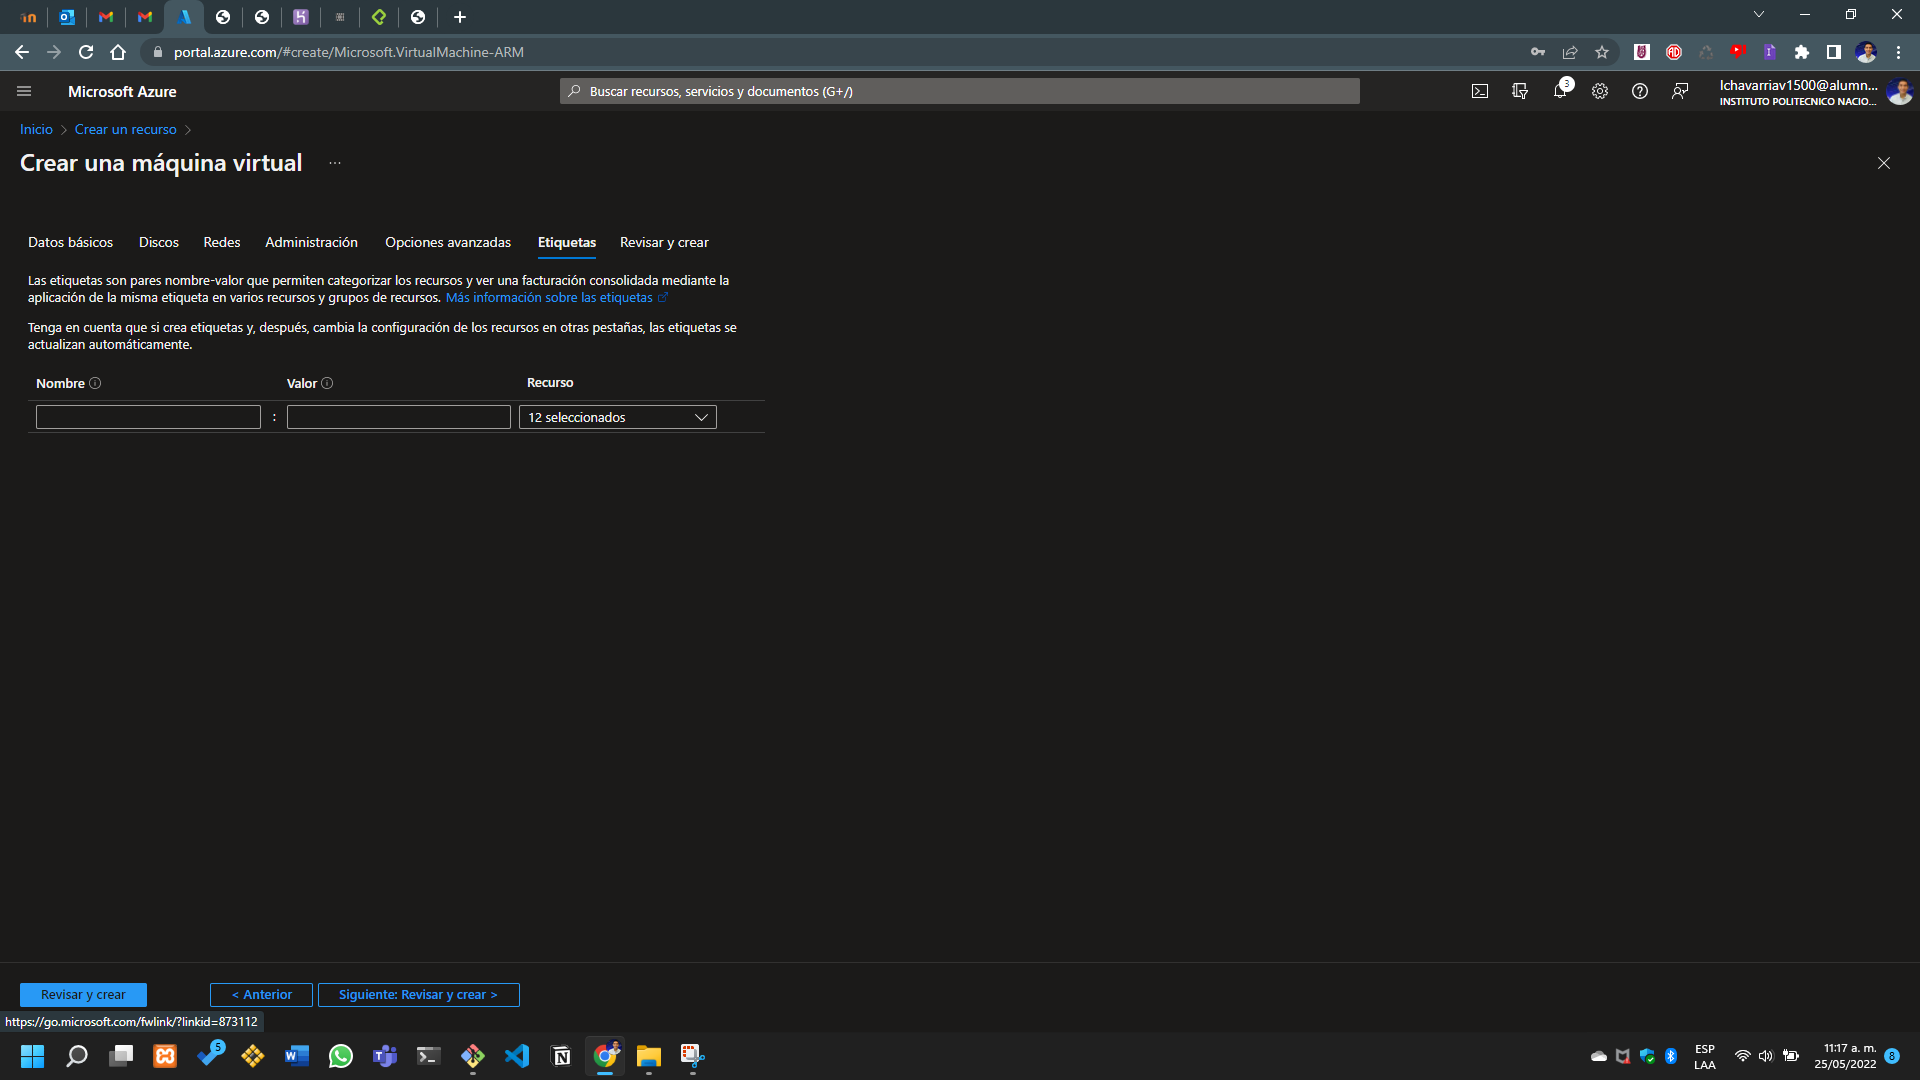 portal.azure.com/#create/Microsoft.VirtualMachine-ARM
Microsoft Azure
Buscar recursos, servicios y documentos (G+/)
3
lchavarriav1500@alumn...
INSTITUTO POLITECNICO NACIO...
Inicio > Crear un recurso >
Crear una máquina virtual ...
Datos básicos Discos Redes Administración Opciones avanzadas Etiquetas Revisar y crear
Las etiquetas son pares nombre-valor que permiten categorizar los recursos y ver una facturación consolidada mediante la
aplicación de la misma etiqueta en varios recursos y grupos de recursos. Más información sobre las etiquetas
Tenga en cuenta que si crea etiquetas y, después, cambia la configuración de los recursos en otras pestañas, las etiquetas se
actualizan automáticamente.
Nombre Valor Recurso
: 12 seleccionados
Revisar y crear < Anterior Siguiente: Revisar y crear >
https://go.microsoft.com/fwlink/?linkid=873112
5
ESP
LAA
11:17 a. m.
25/05/2022
8